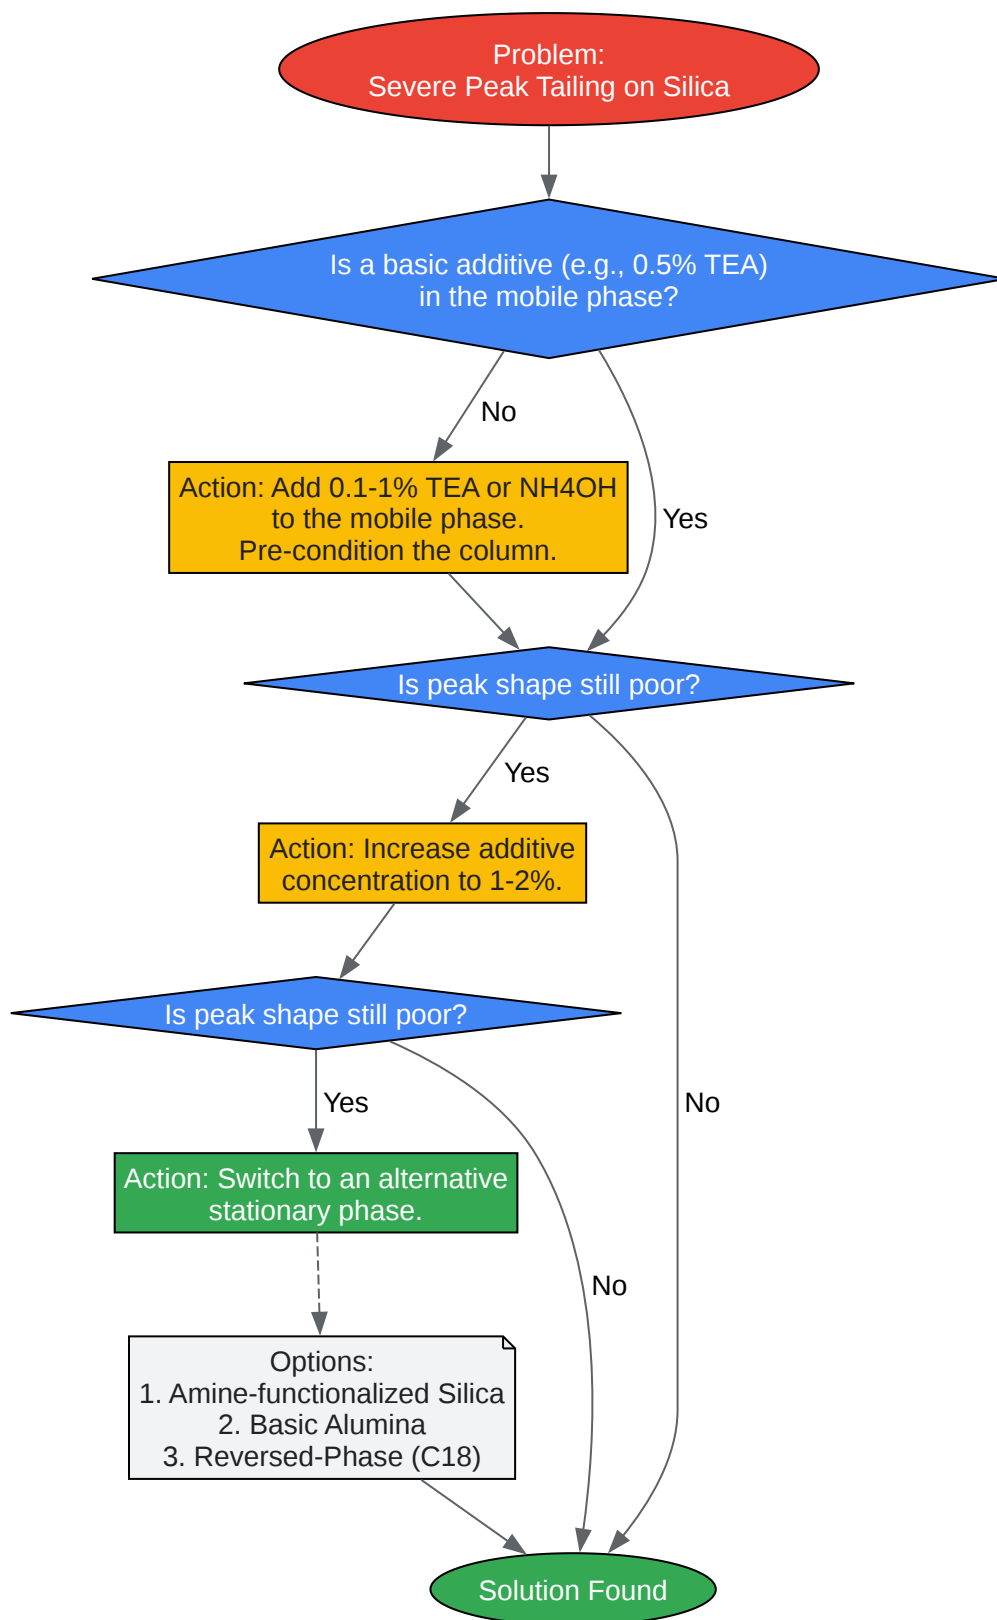 Problem:
Severe Peak Tailing on Silica
Is a basic additive (e.g., 0.5% TEA)
in the mobile phase?
No
Action: Add 0.1-1% TEA or NH4OH
to the mobile phase.
Pre-condition the column.
Yes
Is peak shape still poor?
Yes
Action: Increase additive
concentration to 1-2%.
Is peak shape still poor?
Yes
No
Action: Switch to an alternative
stationary phase.
No
Options:
1. Amine-functionalized Silica
2. Basic Alumina
3. Reversed-Phase (C18)
Solution Found